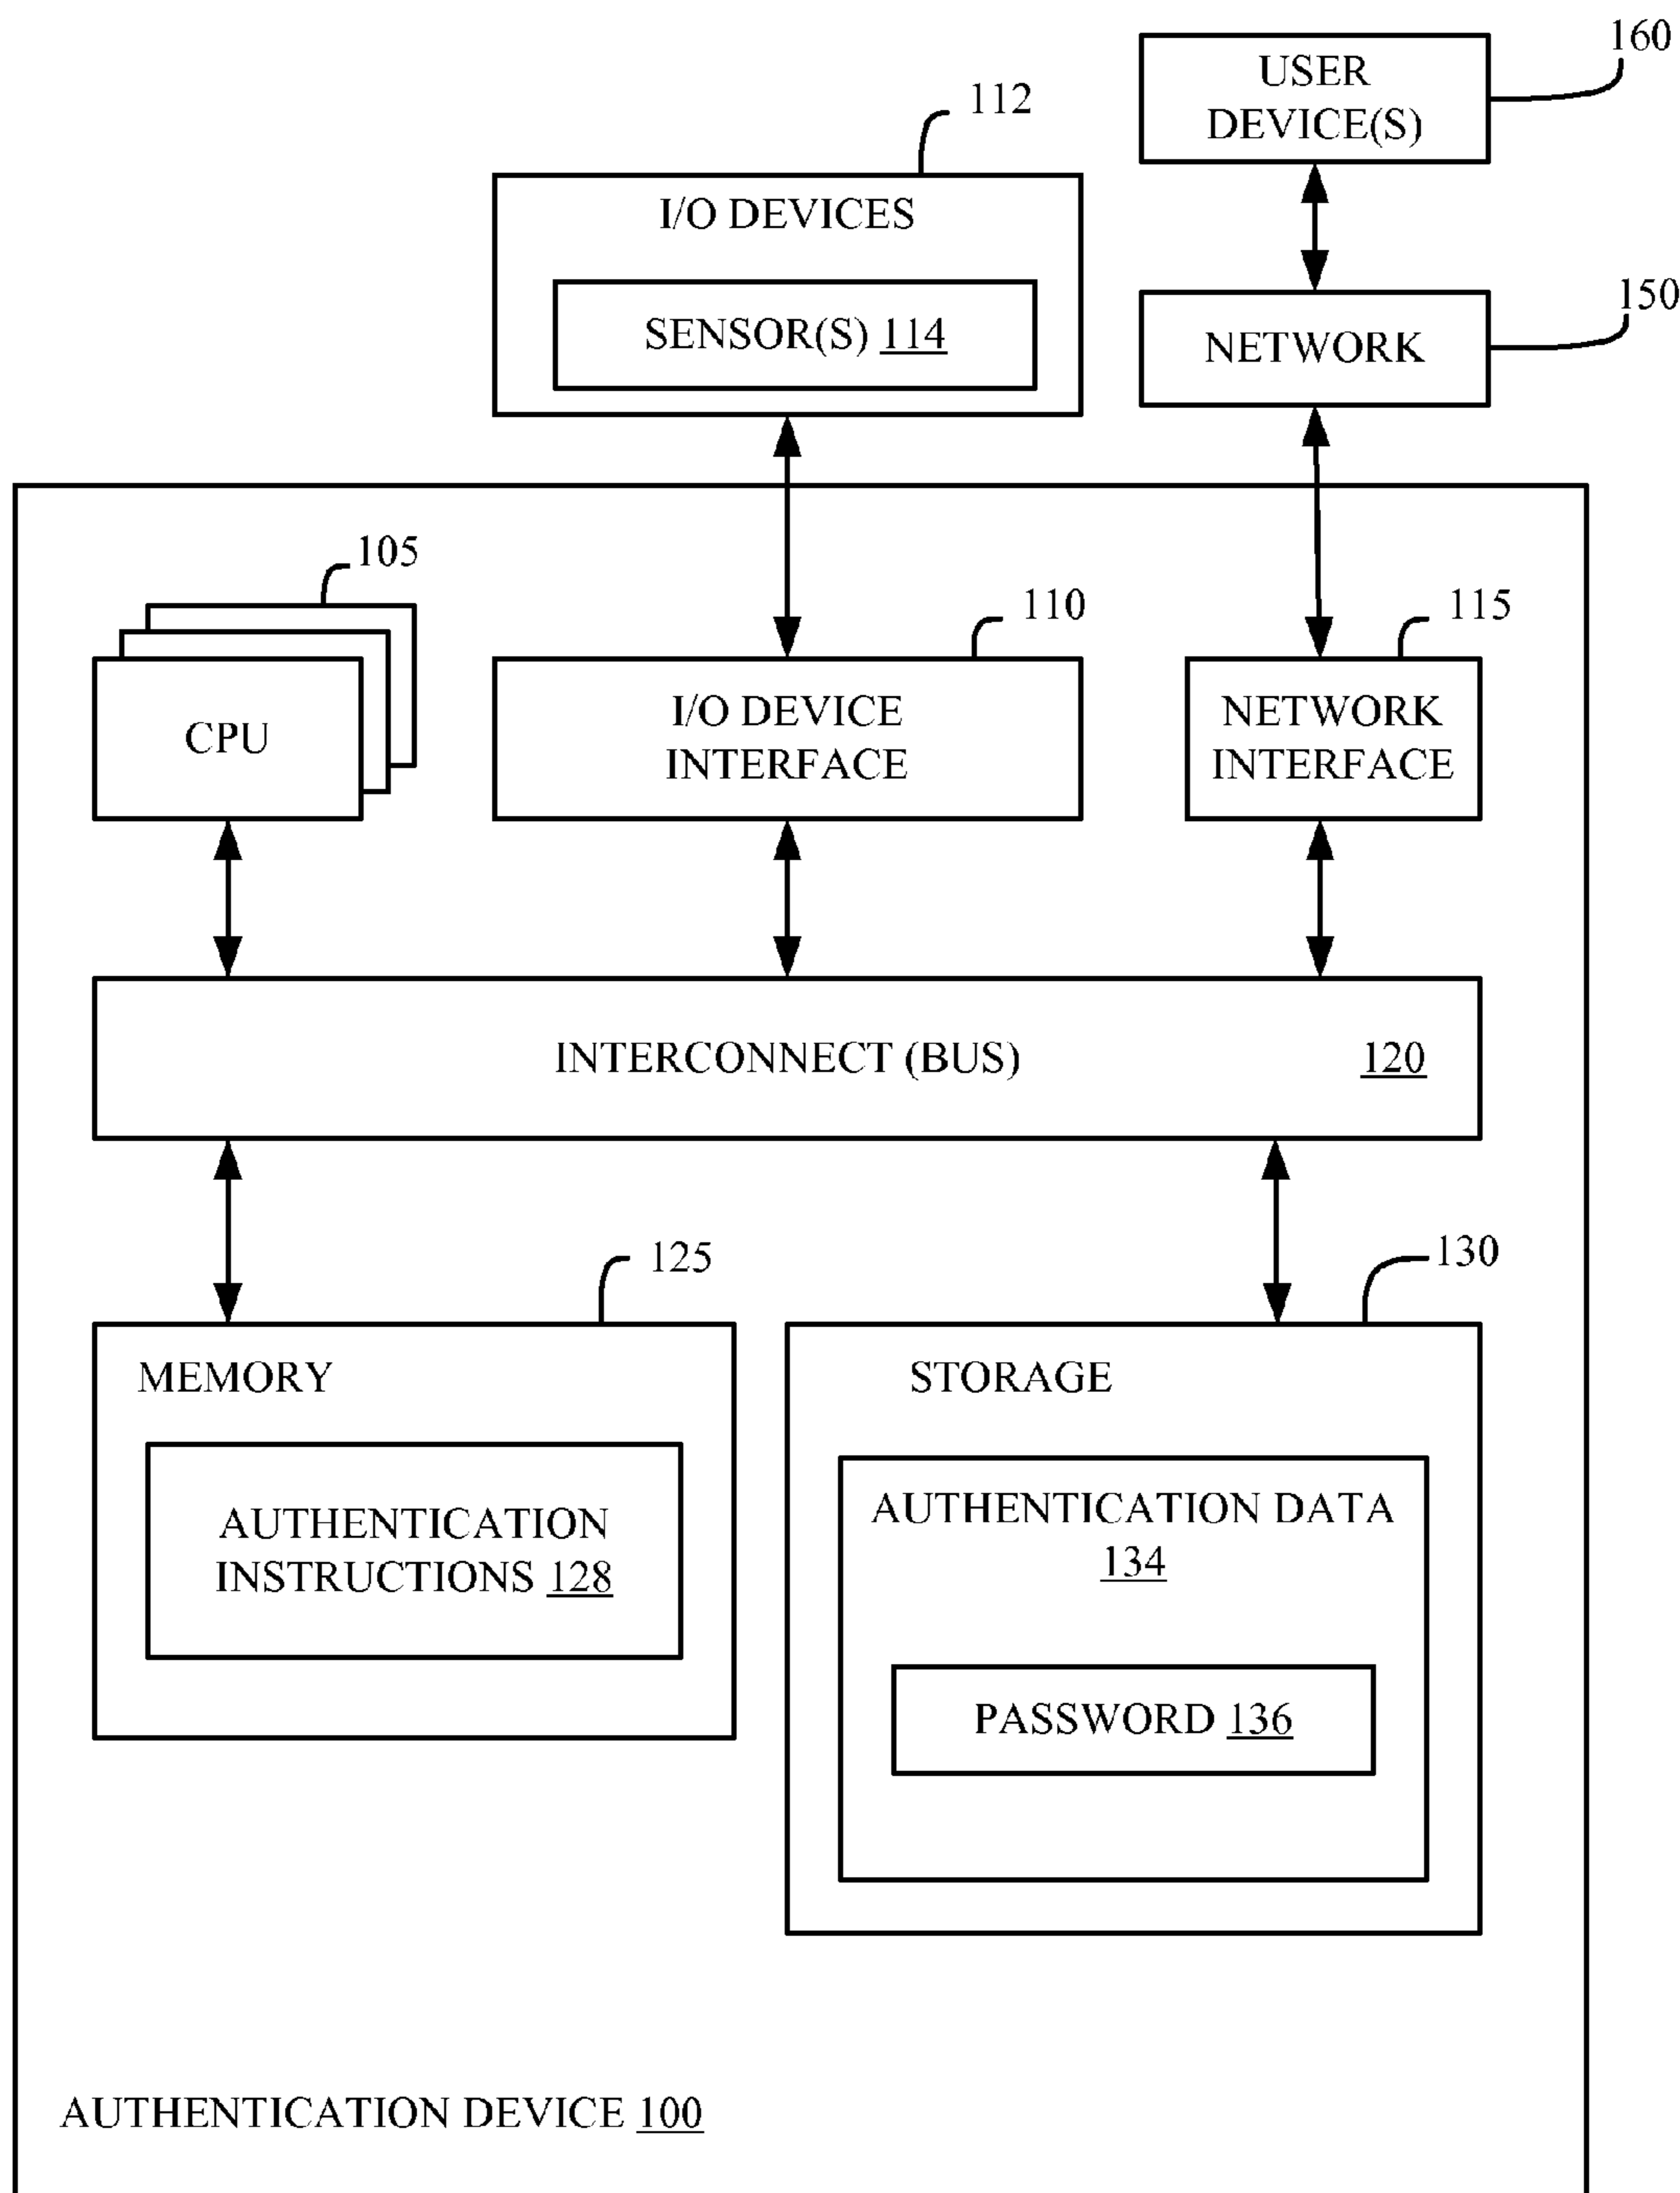 160
USER
DEVICE(S)
112
I/O DEVICES
SENSOR(S) 114
150
NETWORK
105
CPU
110
I/O DEVICE
INTERFACE
115
NETWORK
INTERFACE
INTERCONNECT (BUS) 120
125
MEMORY
AUTHENTICATION
INSTRUCTIONS 128
130
STORAGE
AUTHENTICATION DATA
134
PASSWORD 136
AUTHENTICATION DEVICE 100